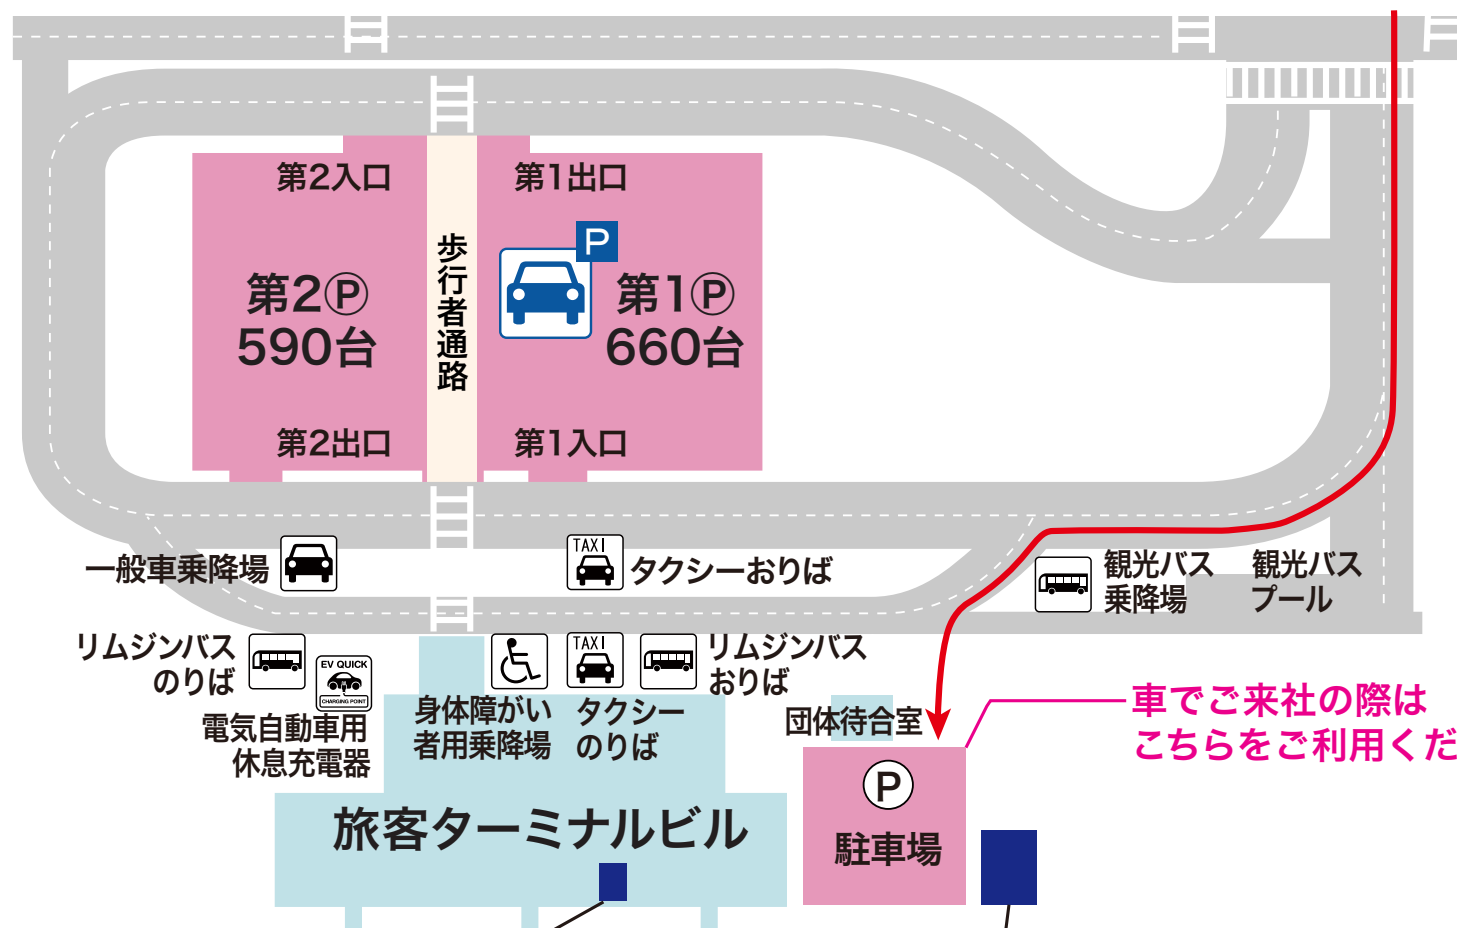 第2入口
第1出口
P
歩行者通路
第2Ⓟ
590台
第1Ⓟ
660台
第2出口
第1入口
一般車乗降場
TAXI
タクシーおりば
観光バス
乗降場
観光バス
プール
リムジンバス
のりば
EV QUICK
CHARGING POINT
電気自動車用
休息充電器
身体障がい
者用乗降場
TAXI
タクシー
のりば
リムジンバス
おりば
団体待合室
車でご来社の際は
こちらをご利用くだ
P
駐車場
旅客ターミナルビル